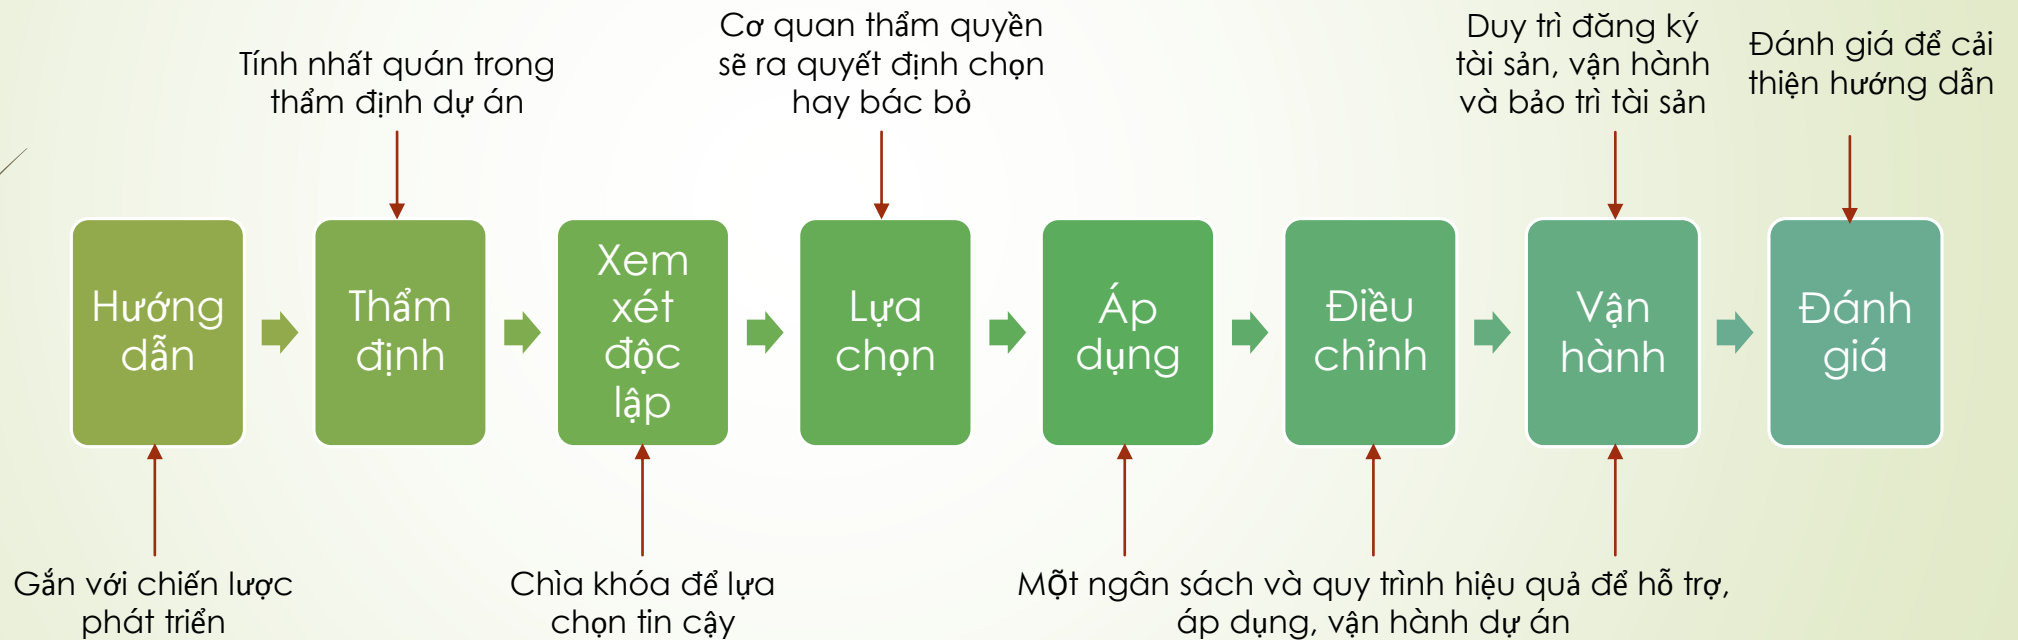 Tính nhất quán trong
thẩm định dự án
Cơ quan thẩm quyền
sẽ ra quyết định chọn
hay bác bỏ
Duy trì đăng ký
tài sản, vận hành
và bảo trì tài sản
Đánh giá để cải
thiện hướng dẫn
Hướng
dẫn
Thẩm
định
Xem
xét
độc
lập
Lựa
chọn
Áp
dụng
Điều
chỉnh
Vận
hành
Đánh
giá
Gắn với chiến lược
phát triển
Chìa khóa để lựa
chọn tin cậy
Một ngân sách và quy trình hiệu quả để hỗ trợ,
áp dụng, vận hành dự án